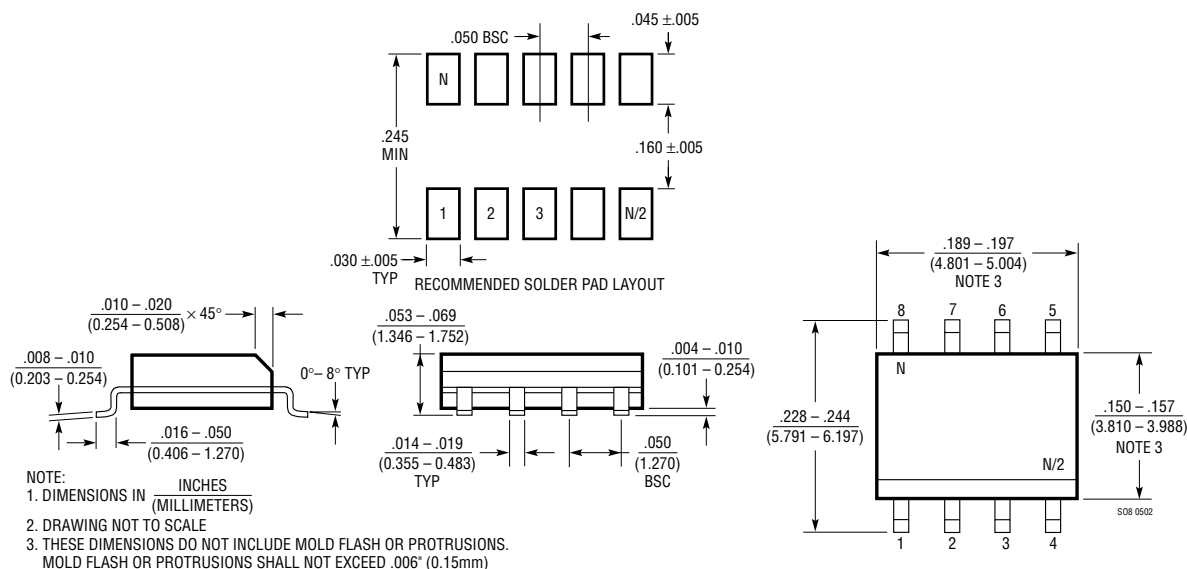 .050 BSC
.045 ±.005
N
.245
MIN
.160 ±.005
1
2
3
N/2
.030 ±.005
TYP
RECOMMENDED SOLDER PAD LAYOUT
.010 – .020
(0.254 – 0.508)
× 45°
.008 – .010
(0.203 – 0.254)
0°– 8° TYP
.016 – .050
(0.406 – 1.270)
.053 – .069
(1.346 – 1.752)
.004 – .010
(0.101 – 0.254)
.014 – .019
(0.355 – 0.483)
TYP
.050
(1.270)
BSC
.189 – .197
(4.801 – 5.004)
NOTE 3
8
7
6
5
N
.228 – .244
(5.791 – 6.197)
.150 – .157
(3.810 – 3.988)
NOTE 3
N/2
1
2
3
4
SO8 0502
NOTE:
1. DIMENSIONS IN INCHES
(MILLIMETERS)
2. DRAWING NOT TO SCALE
3. THESE DIMENSIONS DO NOT INCLUDE MOLD FLASH OR PROTRUSIONS.
MOLD FLASH OR PROTRUSIONS SHALL NOT EXCEED .006" (0.15mm)